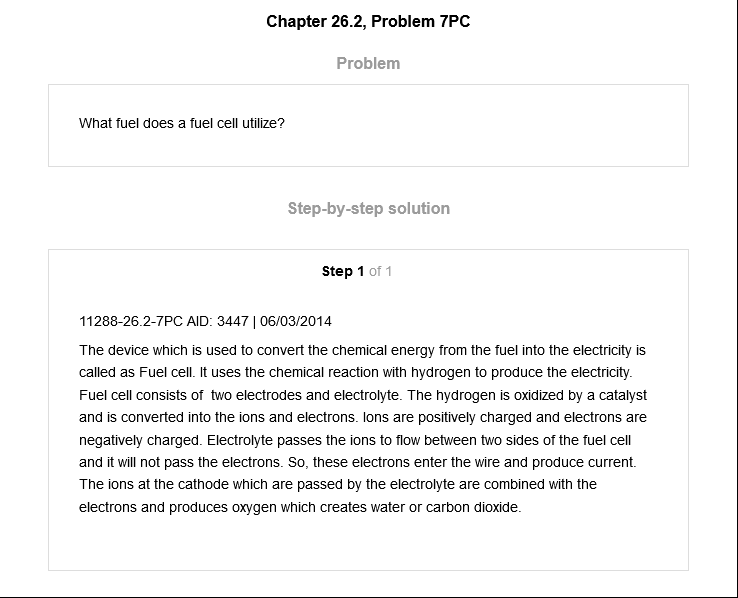 Chapter 26.2, Problem 7PC
Problem
What fuel does a fuel cell utilize?
Step-by-step solution
Step 1 of 1
11288-26.2-7PC AID: 3447 | 06/03/2014
The device which is used to convert the chemical energy from the fuel into the electricity is
called as Fuel cell. It uses the chemical reaction with hydrogen to produce the electricity.
Fuel cell consists of  two electrodes and electrolyte. The hydrogen is oxidized by a catalyst
and is converted into the ions and electrons. Ions are positively charged and electrons are
negatively charged. Electrolyte passes the ions to flow between two sides of the fuel cell
and it will not pass the electrons. So, these electrons enter the wire and produce current.
The ions at the cathode which are passed by the electrolyte are combined with the
electrons and produces oxygen which creates water or carbon dioxide.